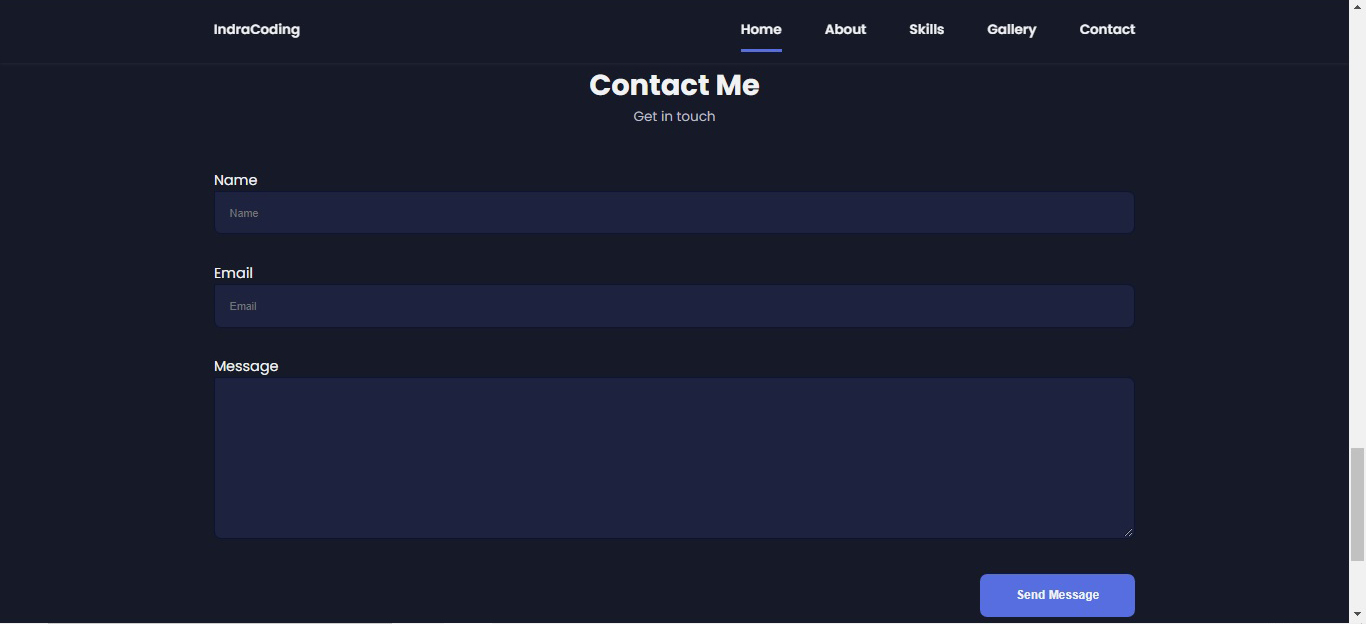 IndraCoding Home About Skills Gallery Contact
Contact Me
Get in touch
Name
Name
Email
Email
Message
Send Message